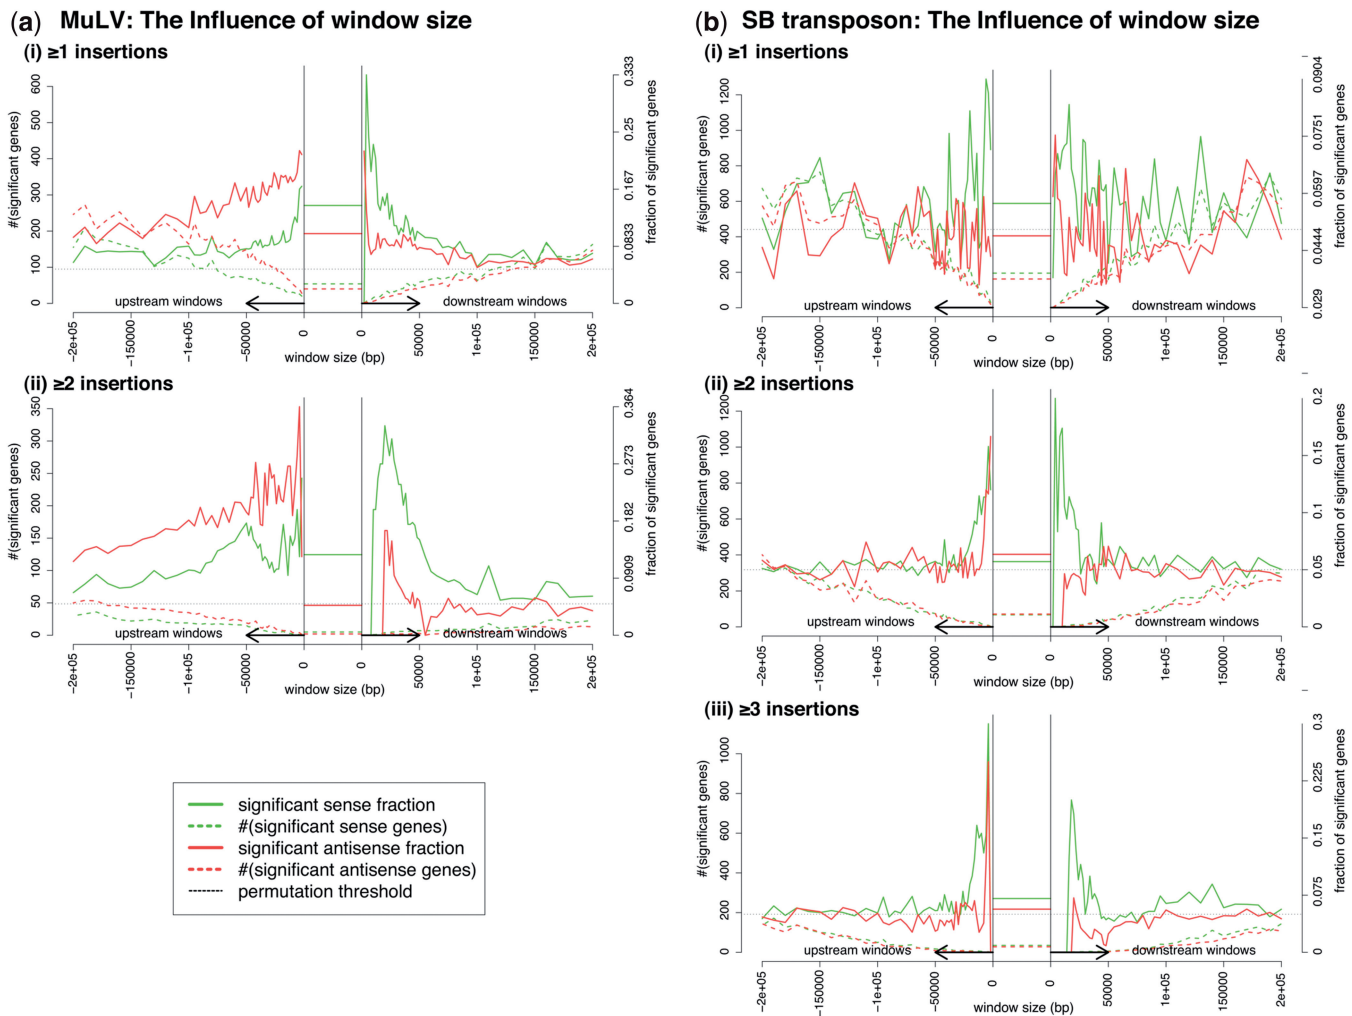 (a) MuLV: The Influence of window size
(i) ≥1 insertions
#(significant genes)
0 100 200 300 400 500 600
fraction of significant genes
0 0.0833 0.167 0.25 0.333
upstream windows
downstream windows
-2e+05 -150000 -1e+05 -50000 0 0 50000 1e+05 150000 2e+05
window size (bp)
(ii) ≥2 insertions
#(significant genes)
0 50 100 150 200 250 300 350
fraction of significant genes
0 0.0909 0.182 0.273 0.364
upstream windows
downstream windows
-2e+05 -150000 -1e+05 -50000 0 0 50000 1e+05 150000 2e+05
window size (bp)
significant sense fraction
#(significant sense genes)
significant antisense fraction
#(significant antisense genes)
permutation threshold
(b) SB transposon: The Influence of window size
(i) ≥1 insertions
#(significant genes)
0 200 400 600 800 1000 1200
fraction of significant genes
0.029 0.0444 0.0597 0.0751 0.0904
upstream windows
downstream windows
-2e+05 -150000 -1e+05 -50000 0 0 50000 1e+05 150000 2e+05
window size (bp)
(ii) ≥2 insertions
#(significant genes)
0 200 400 600 800 1000 1200
fraction of significant genes
0 0.05 0.1 0.15 0.2
upstream windows
downstream windows
-2e+05 -150000 -1e+05 -50000 0 0 50000 1e+05 150000 2e+05
window size (bp)
(iii) ≥3 insertions
#(significant genes)
0 200 400 600 800 1000
fraction of significant genes
0 0.075 0.15 0.225 0.3
upstream windows
downstream windows
-2e+05 -150000 -1e+05 -50000 0 0 50000 1e+05 150000 2e+05
window size (bp)